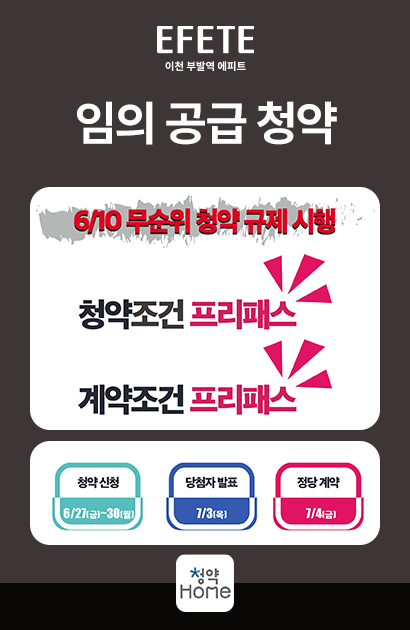 EFETE
이천 부발역 에피트
임의 공급 청약
6/10 무순위 청약 규제 시행
청약조건 프리패스
계약조건 프리패스
청약 신청
6/27(금)~30(월)
당첨자 발표
7/3(목)
정당 계약
7/4(금)
청약
Home